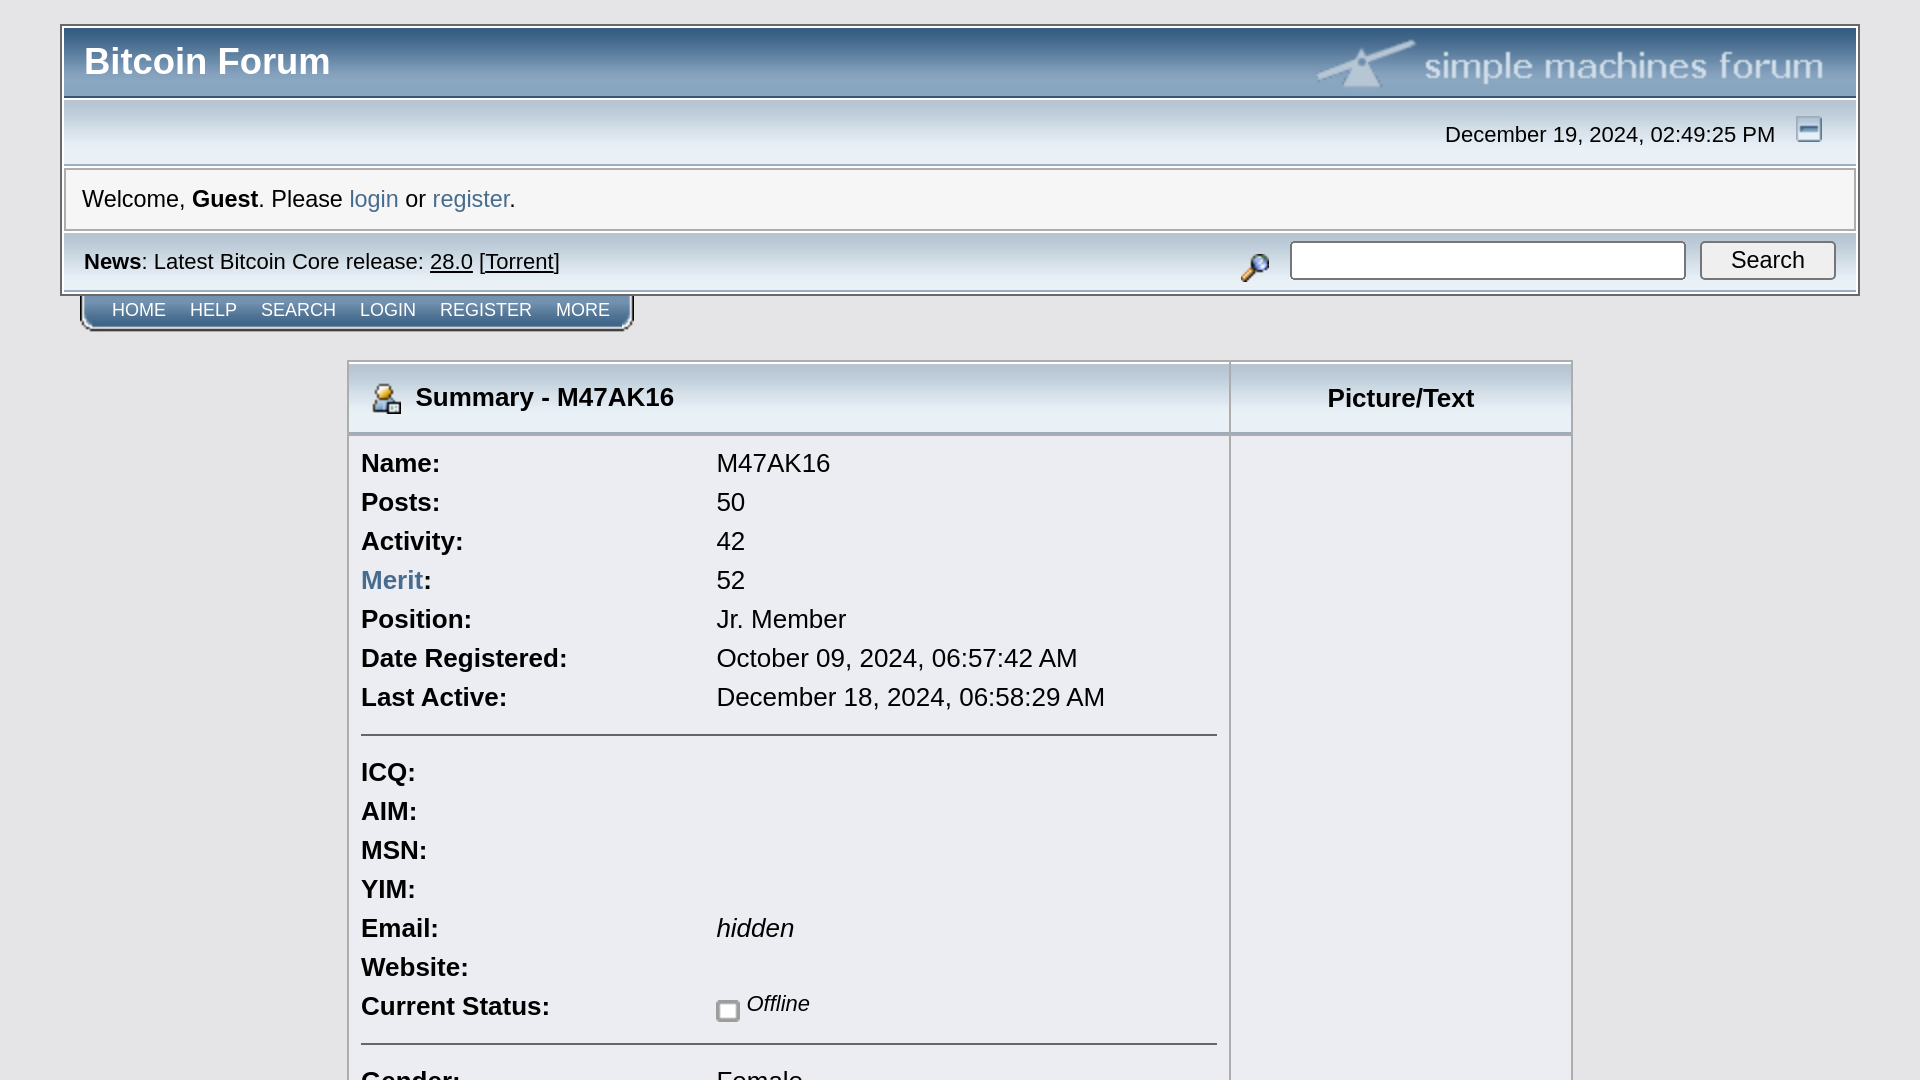 Bitcoin Forum
simple machines forum
December 19, 2024, 02:49:25 PM
Welcome, Guest. Please login or register.
News: Latest Bitcoin Core release: 28.0 [Torrent]
Search
HOME HELP SEARCH LOGIN REGISTER MORE
Summary - M47AK16
Picture/Text
Name: M47AK16
Posts: 50
Activity: 42
Merit: 52
Position: Jr. Member
Date Registered: October 09, 2024, 06:57:42 AM
Last Active: December 18, 2024, 06:58:29 AM
ICQ:
AIM:
MSN:
YIM:
Email: hidden
Website:
Current Status: Offline
Gender: Female